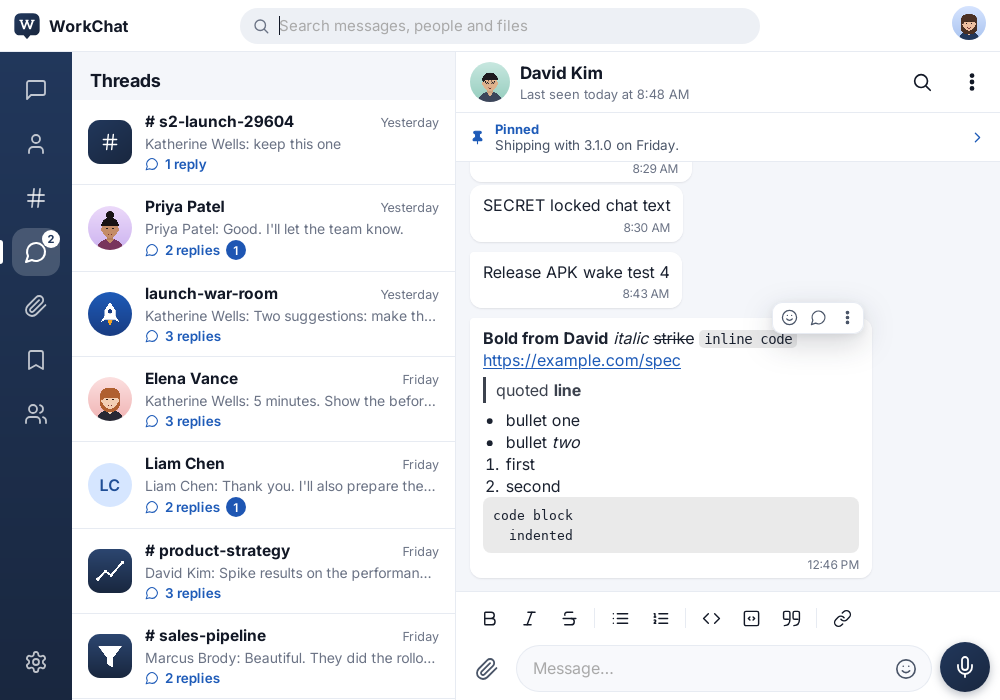 WorkChat
Search messages, people and files
2
Threads
# s2-launch-29604
Yesterday
Katherine Wells: keep this one
1 reply
Priya Patel
Yesterday
Priya Patel: Good. I'll let the team know.
2 replies
1
launch-war-room
Yesterday
Katherine Wells: Two suggestions: make th...
3 replies
Elena Vance
Friday
Katherine Wells: 5 minutes. Show the befor...
3 replies
LC
Liam Chen
Friday
Liam Chen: Thank you. I'll also prepare the...
2 replies
1
# product-strategy
Friday
David Kim: Spike results on the performan...
3 replies
# sales-pipeline
Friday
Marcus Brody: Beautiful. They did the rollo...
2 replies
David Kim
Last seen today at 8:48 AM
Pinned
Shipping with 3.1.0 on Friday.
8:29 AM
SECRET locked chat text
8:30 AM
Release APK wake test 4
8:43 AM
Bold from David italic strike inline code
https://example.com/spec
quoted line
• bullet one
• bullet two
1. first
2. second
code block
  indented
12:46 PM
Message...